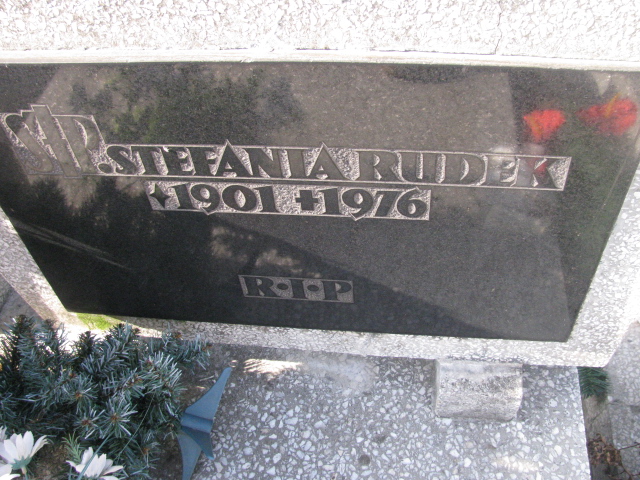 Ś.P. STEFANIA RUDEK
✦1901 ✝1976
R·I·P